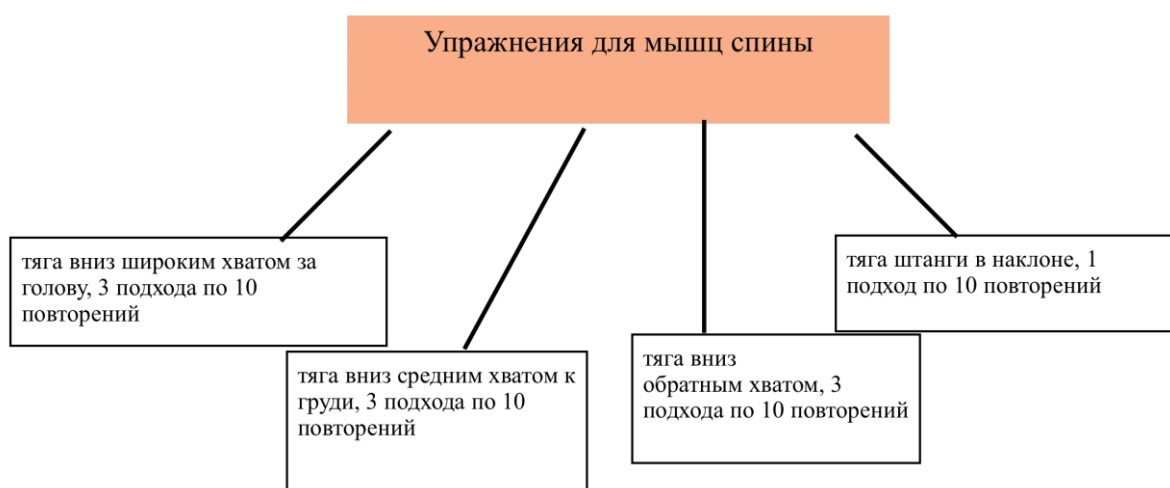 Упражнения для мышц спины
тяга вниз широким хватом за
голову, 3 подхода по 10
повторений
тяга вниз средним хватом к
груди, 3 подхода по 10
повторений
тяга вниз
обратным хватом, 3
подхода по 10 повторений
тяга штанги в наклоне, 1
подход по 10 повторений